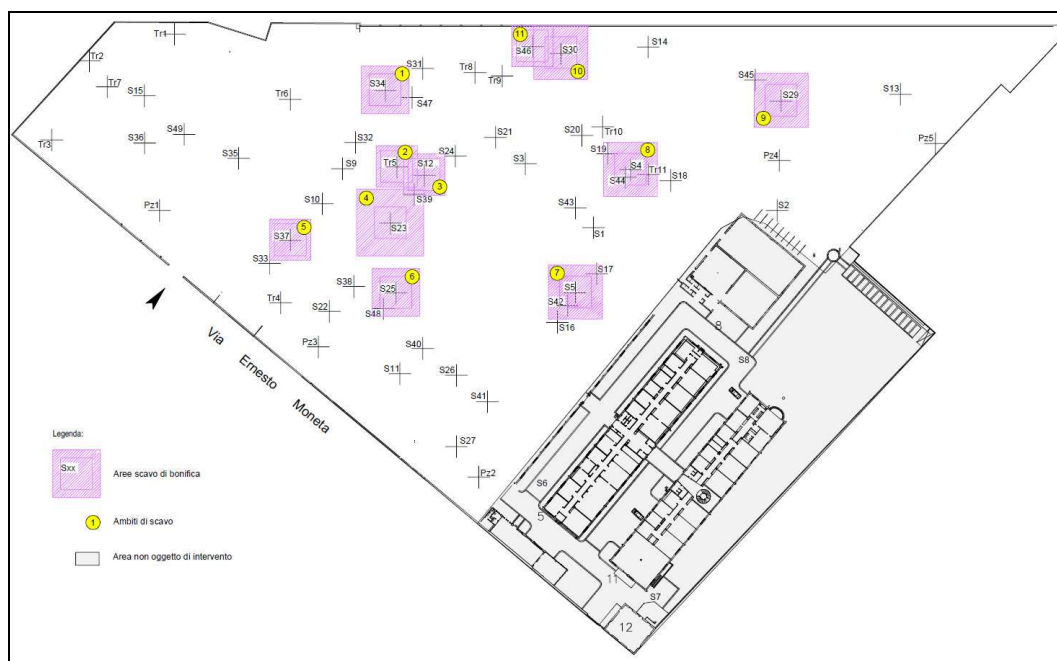 11
S46
S30
10
S14
Tr1
Tr2
Tr7
S15
Tr6
1
S31
S34
S47
Tr8
Tr9
S45
S29
9
S13
Tr3
S36
S49
S35
S32
S9
2
Tr5
S12
3
S39
S24
S21
S3
S20
Tr10
S19
8
S4
S44
Tr11
S18
Pz4
Pz5
Pz1
S10
4
S23
S43
S1
S2
5
S37
S33
Tr4
S38
S22
6
S25
S48
7
S17
S5
S42
S16
Pz3
S40
S11
S26
S41
S27
Pz2
8
S8
S6
5
11
S7
12
Via Ernesto Moneta
Legenda:
Sxx
Aree scavo di bonifica
1
Ambiti di scavo
Area non oggetto di intervento